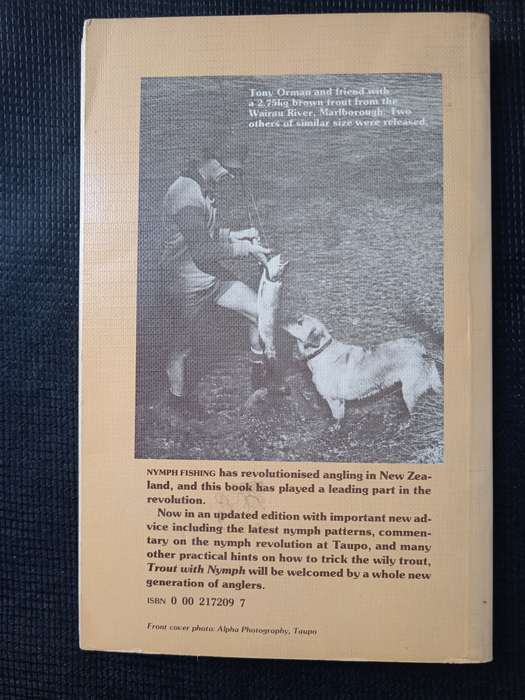 Tony Orman and friend with
a 2.75kg brown trout from the
Wairau River, Marlborough. Two
others of similar size were released.
NYMPH FISHING has revolutionised angling in New Zea-
land, and this book has played a leading part in the
revolution.
Now in an updated edition with important new ad-
vice including the latest nymph patterns, commen-
tary on the nymph revolution at Taupo, and many
other practical hints on how to trick the wily trout,
Trout with Nymph will be welcomed by a whole new
generation of anglers.
ISBN 0 00 217209 7
Front cover photo: Alpha Photography, Taupo